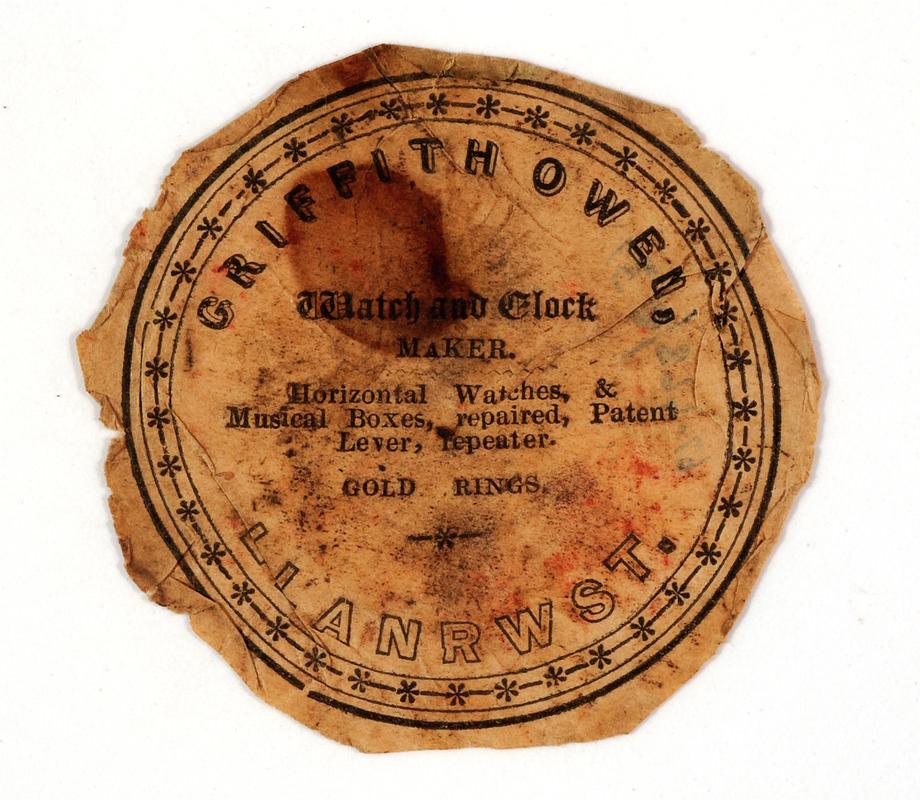 GRIFFITH OWEN,
Watch and Clock
MAKER.
Horizontal Watches, &
Musical Boxes, repaired, Patent
Lever, repeater.
GOLD RINGS.
LLANRWST.